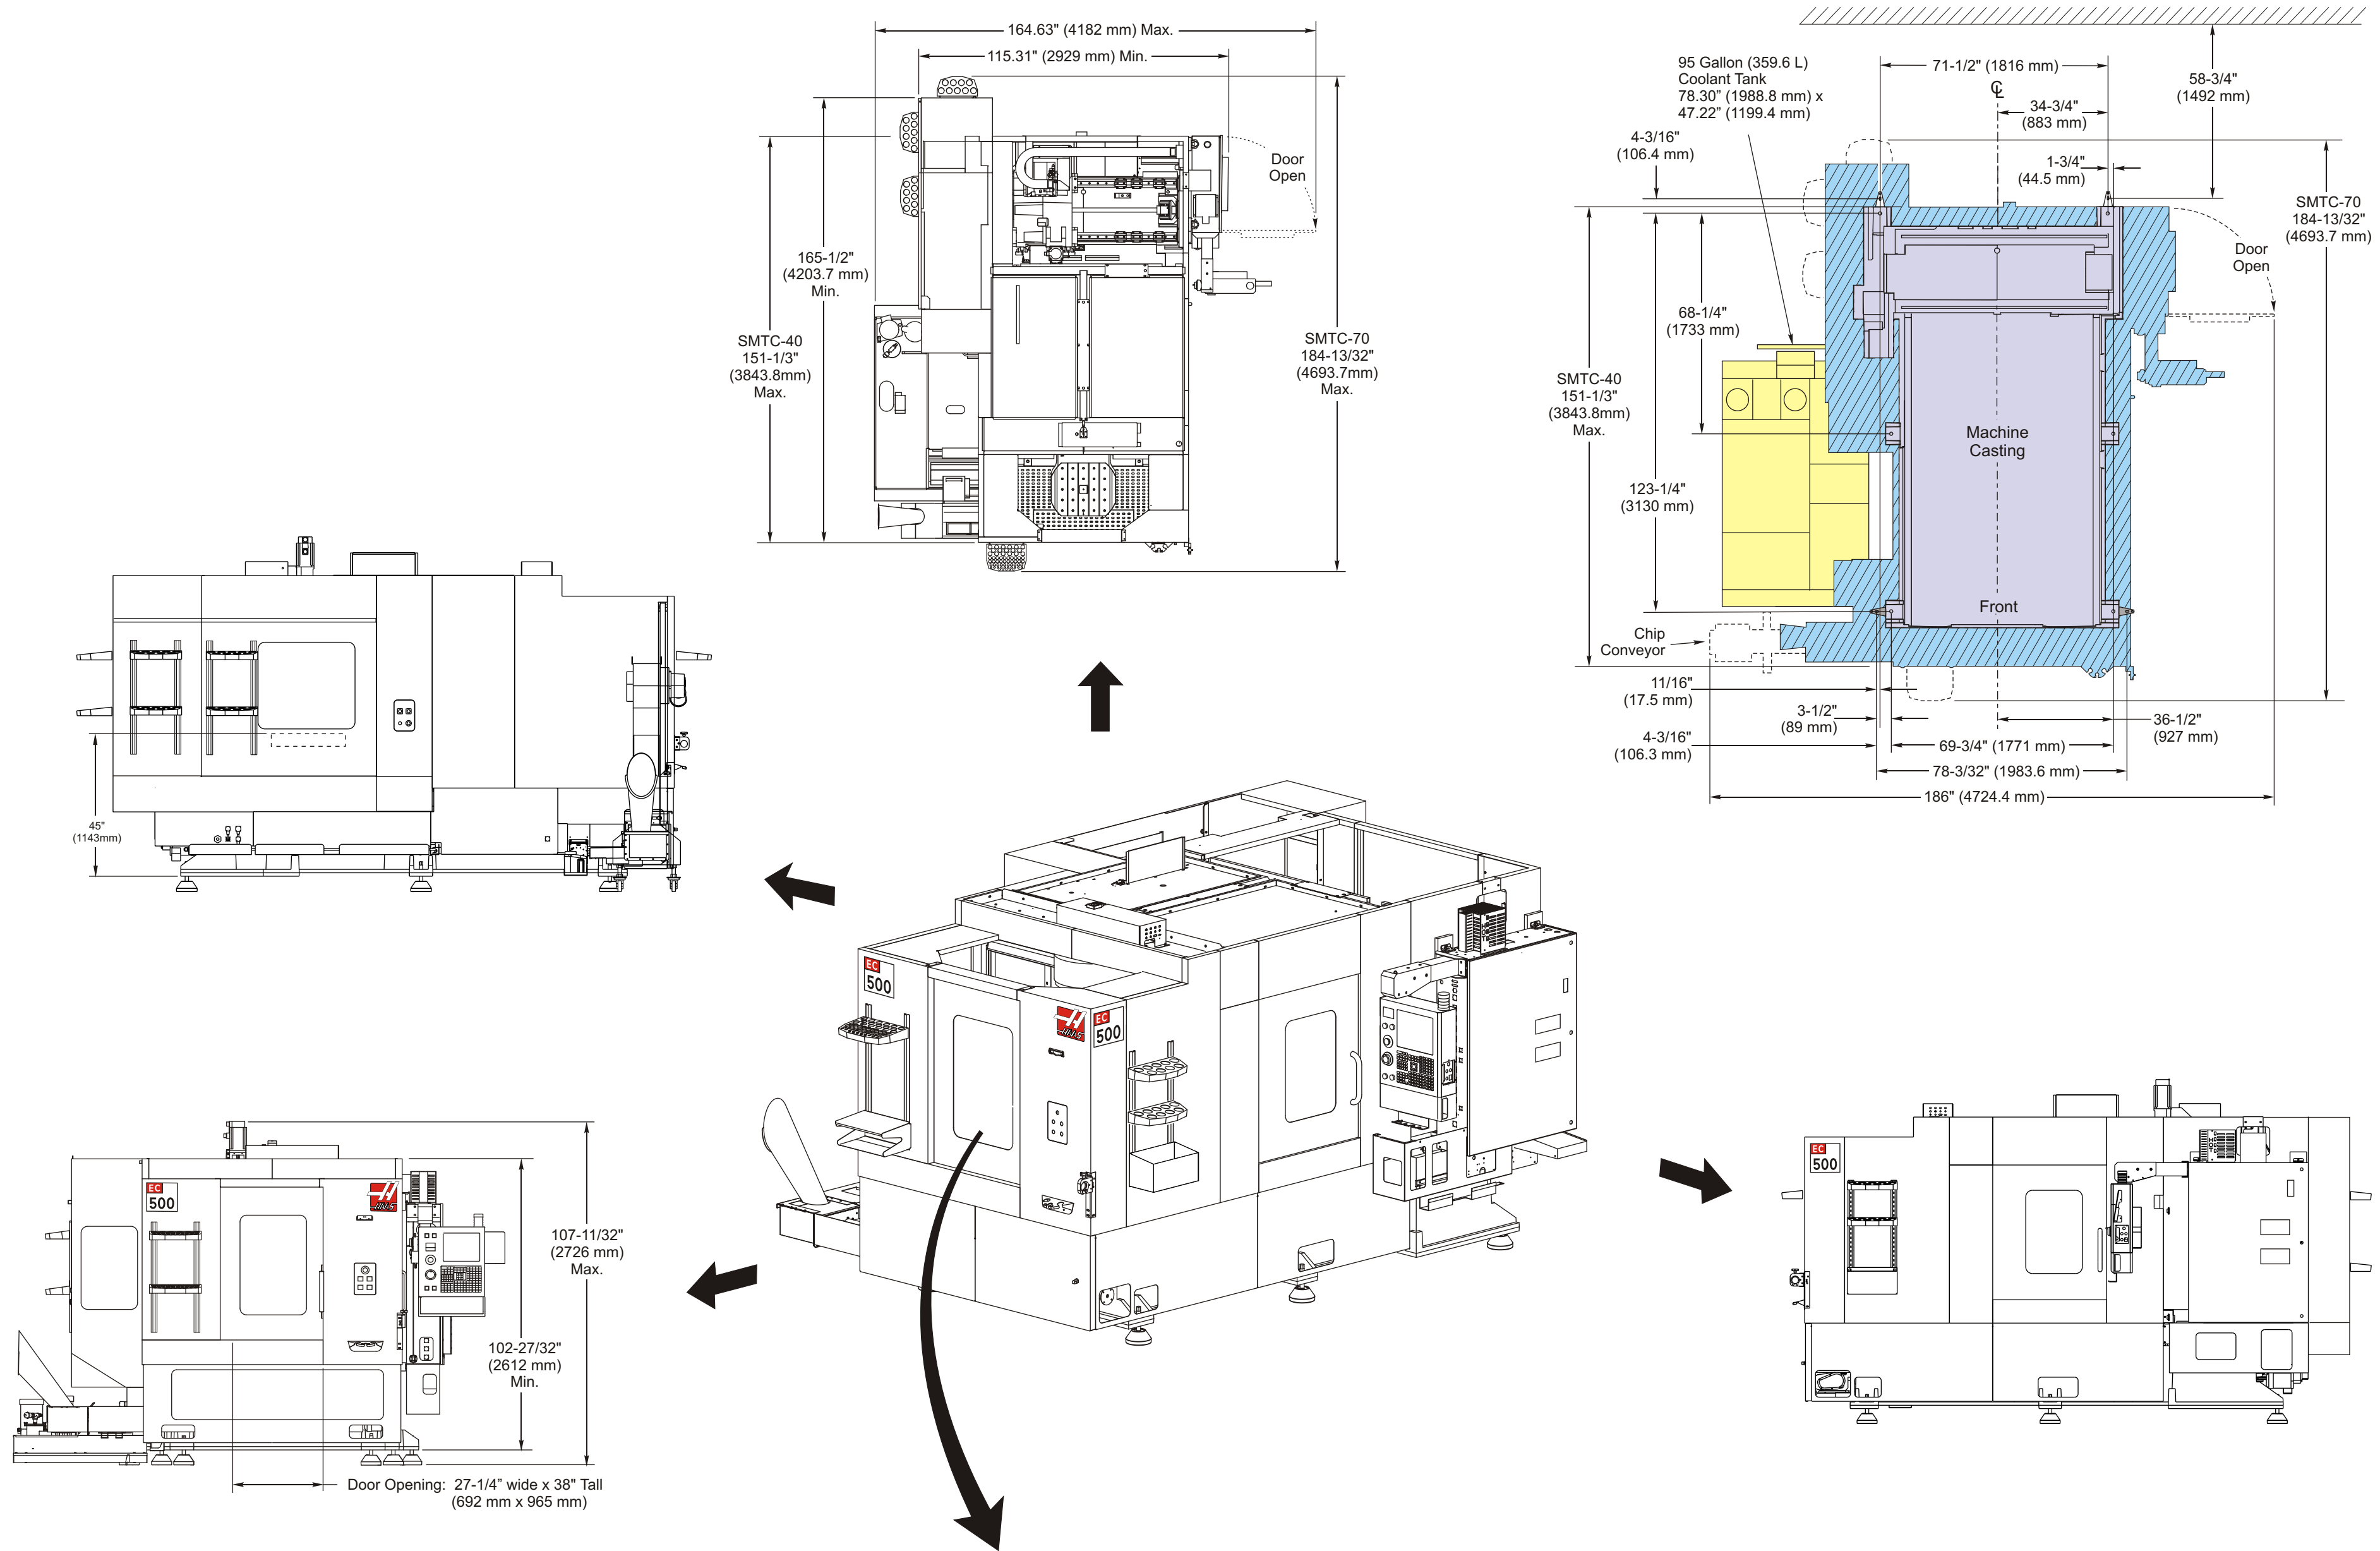 164.63" (4182 mm) Max.
115.31" (2929 mm) Min.
Door
Open
165-1/2"
(4203.7 mm)
Min.
SMTC-40
151-1/3"
(3843.8mm)
Max.
SMTC-70
184-13/32"
(4693.7mm)
Max.
95 Gallon (359.6 L)
Coolant Tank
78.30” (1988.8 mm) x
47.22” (1199.4 mm)
71-1/2" (1816 mm)
CL
34-3/4"
(883 mm)
58-3/4"
(1492 mm)
4-3/16"
(106.4 mm)
1-3/4"
(44.5 mm)
SMTC-70
184-13/32"
(4693.7 mm)
Door
Open
68-1/4"
(1733 mm)
SMTC-40
151-1/3"
(3843.8mm)
Max.
Machine
Casting
123-1/4"
(3130 mm)
Front
Chip
Conveyor
11/16"
(17.5 mm)
3-1/2"
(89 mm)
36-1/2"
(927 mm)
4-3/16"
(106.3 mm)
69-3/4" (1771 mm)
78-3/32" (1983.6 mm)
186" (4724.4 mm)
45"
(1143mm)
EC
500
HAAS
EC
500
EC
500
HAAS
107-11/32"
(2726 mm)
Max.
102-27/32"
(2612 mm)
Min.
Door Opening: 27-1/4” wide x 38" Tall
(692 mm x 965 mm)
EC
500